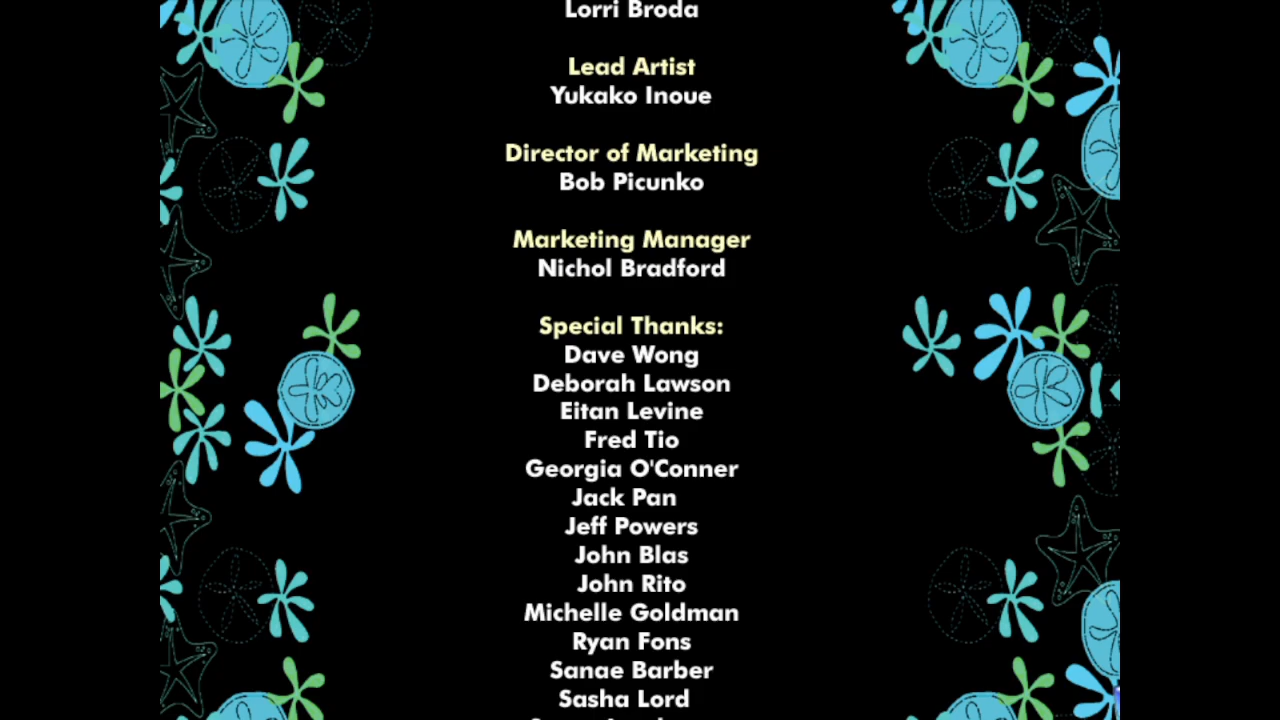 Lorri Broda
Lead Artist
Yukako Inoue
Director of Marketing
Bob Picunko
Marketing Manager
Nichol Bradford
Special Thanks:
Dave Wong
Deborah Lawson
Eitan Levine
Fred Tio
Georgia O'Conner
Jack Pan
Jeff Powers
John Blas
John Rito
Michelle Goldman
Ryan Fons
Sanae Barber
Sasha Lord